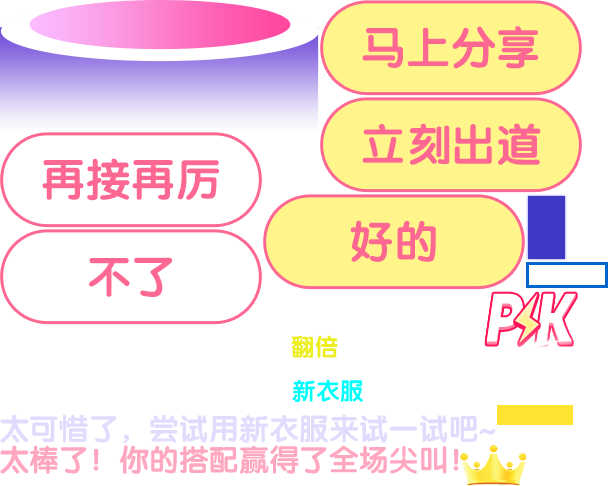 马上分享
立刻出道
再接再厉
好的
不了
PK
翻倍
新衣服
太可惜了，尝试用新衣服来试一试吧~
太棒了！你的搭配赢得了全场尖叫！